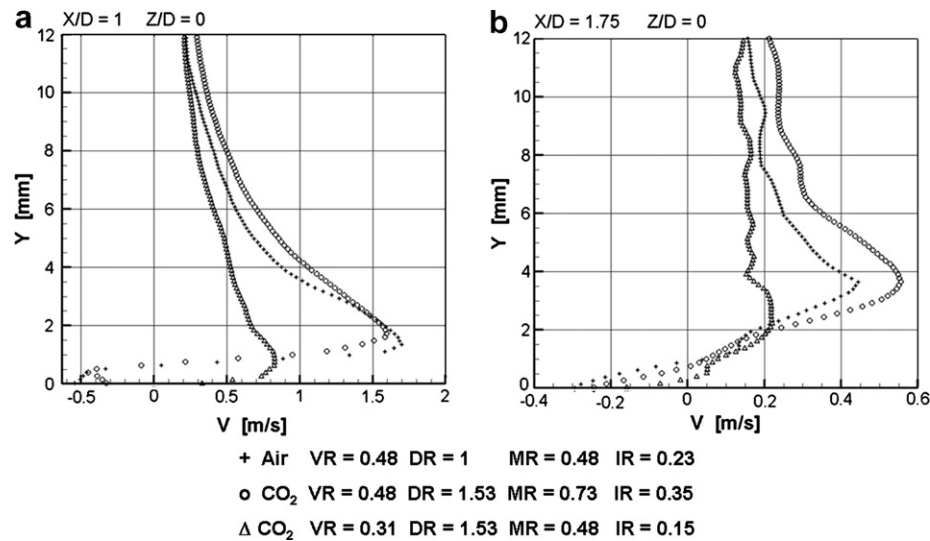 a X/D = 1 Z/D = 0
12
10
8
6
4
2
0
Y [mm]
-0.5 0 0.5 1 1.5 2
V [m/s]
b X/D = 1.75 Z/D = 0
12
10
8
6
4
2
0
Y [mm]
-0.4 -0.2 0 0.2 0.4 0.6
V [m/s]
+ Air VR = 0.48 DR = 1 MR = 0.48 IR = 0.23
o CO₂ VR = 0.48 DR = 1.53 MR = 0.73 IR = 0.35
Δ CO₂ VR = 0.31 DR = 1.53 MR = 0.48 IR = 0.15